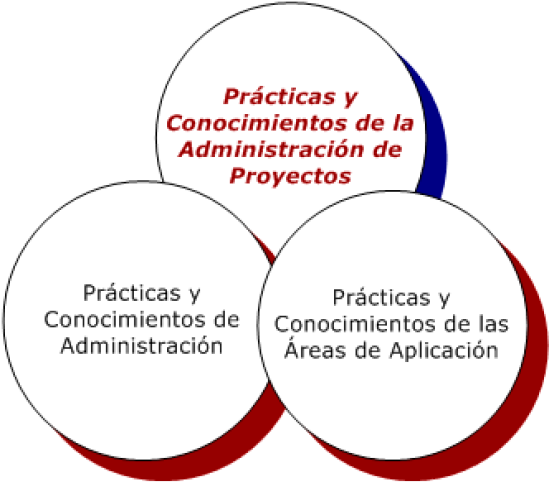 Prácticas y
Conocimientos de la
Administración de
Proyectos
Prácticas y
Conocimientos de
Administración
Prácticas y
Conocimientos de las
Áreas de Aplicación